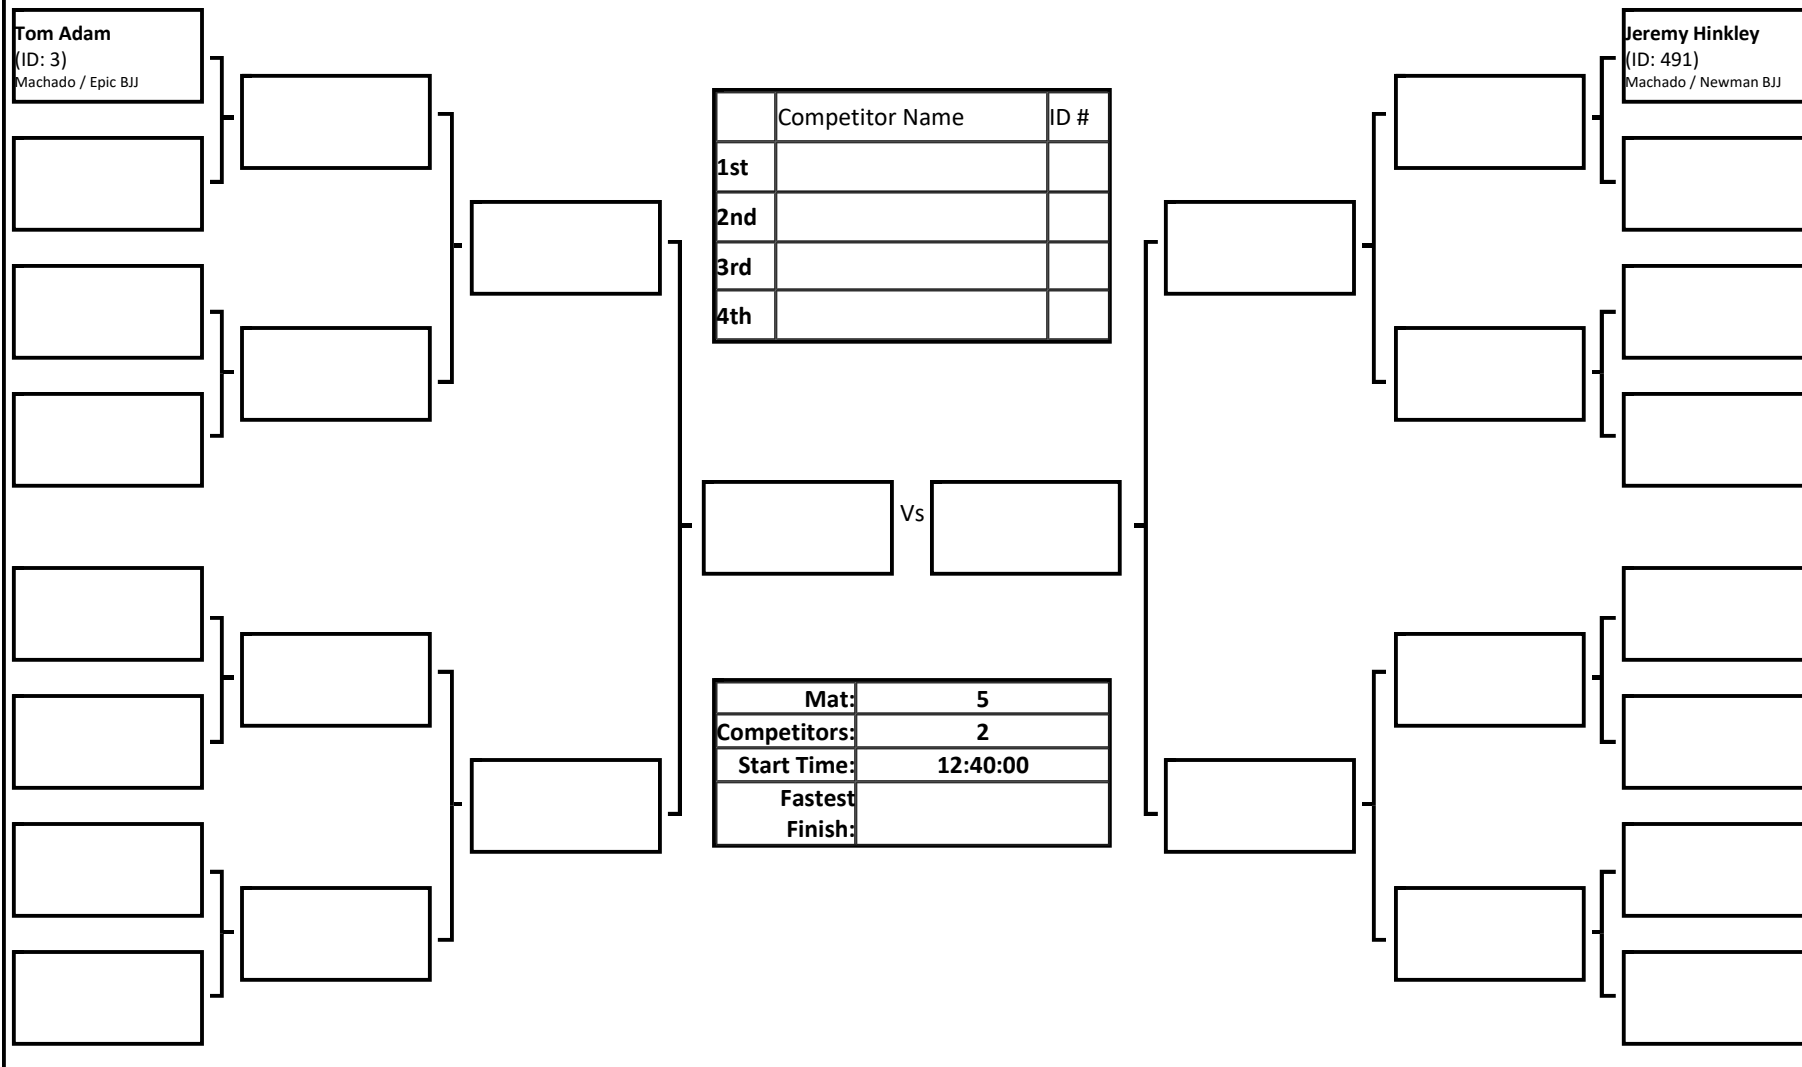 Tom Adam
(ID: 3)
Machado / Epic BJJ
Jeremy Hinkley
(ID: 491)
Machado / Newman BJJ
Competitor Name ID #
1st
2nd
3rd
4th
Vs
Mat: 5
Competitors: 2
Start Time: 12:40:00
Fastest
Finish: